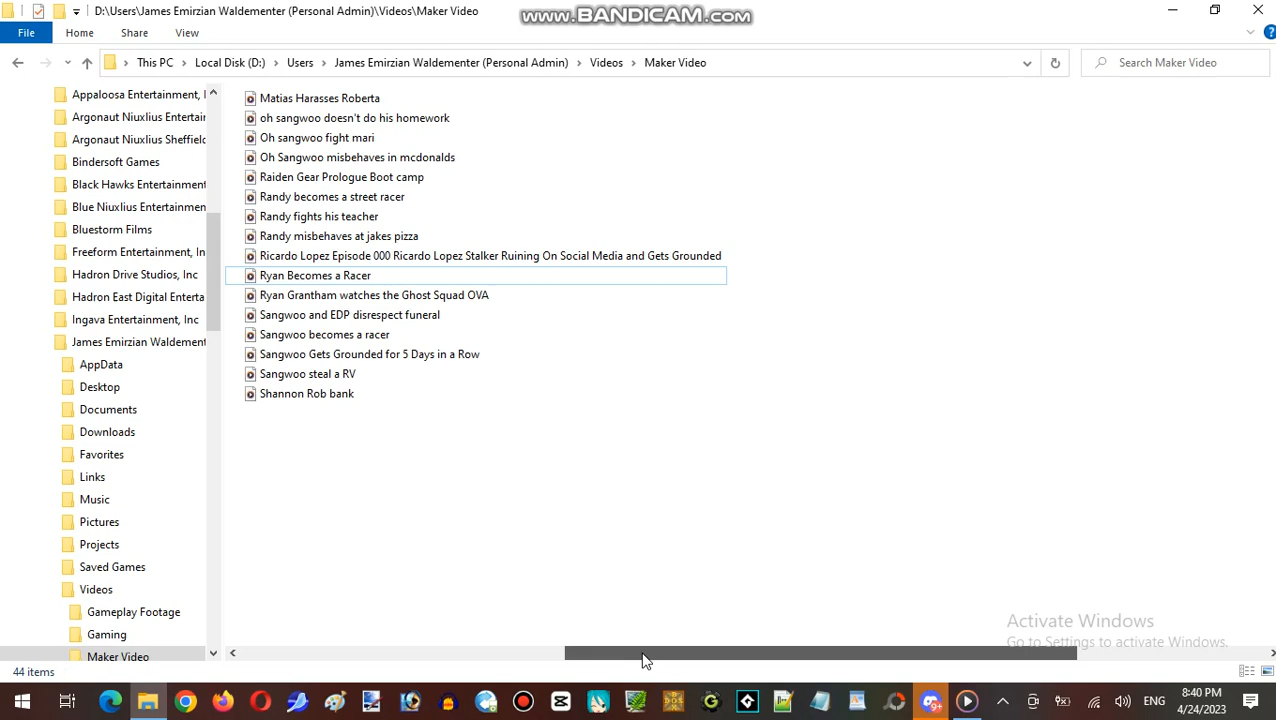 D:\Users\James Emirzian Waldementer (Personal Admin)\Videos\Maker Video
www.BANDICAM.com
File Home Share View
This PC Local Disk (D:) Users James Emirzian Waldementer (Personal Admin) Videos Maker Video
Search Maker Video
Appaloosa Entertainment, I
Argonaut Niuxlius Entertair
Argonaut Niuxlius Sheffield
Bindersoft Games
Black Hawks Entertainment
Blue Niuxlius Entertainmen
Bluestorm Films
Freeform Entertainment, In
Hadron Drive Studios, Inc
Hadron East Digital Enterta
Ingava Entertainment, Inc
James Emirzian Waldement
AppData
Desktop
Documents
Downloads
Favorites
Links
Music
Pictures
Projects
Saved Games
Videos
Gameplay Footage
Gaming
Maker Video
Matias Harasses Roberta
oh sangwoo doesn't do his homework
Oh sangwoo fight mari
Oh Sangwoo misbehaves in mcdonalds
Raiden Gear Prologue Boot camp
Randy becomes a street racer
Randy fights his teacher
Randy misbehaves at jakes pizza
Ricardo Lopez Episode 000 Ricardo Lopez Stalker Ruining On Social Media and Gets Grounded
Ryan Becomes a Racer
Ryan Grantham watches the Ghost Squad OVA
Sangwoo and EDP disrespect funeral
Sangwoo becomes a racer
Sangwoo Gets Grounded for 5 Days in a Row
Sangwoo steal a RV
Shannon Rob bank
Activate Windows
Go to Settings to activate Windows.
44 items
ENG
8:40 PM
4/24/2023